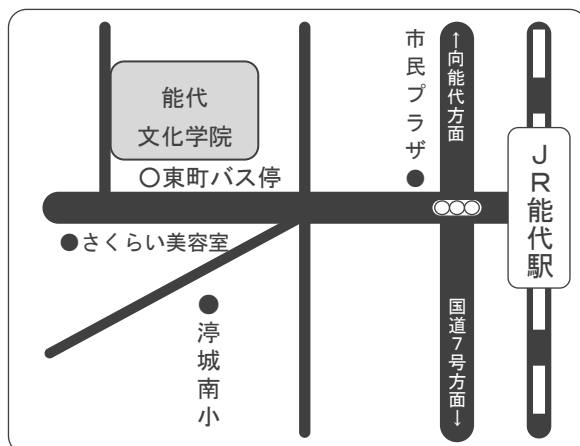 能代
文化学院
○東町バス停
●さくらい美容室
●渟城南小
市民プラザ●
↑向能代方面
国道7号方面↓
JR能代駅